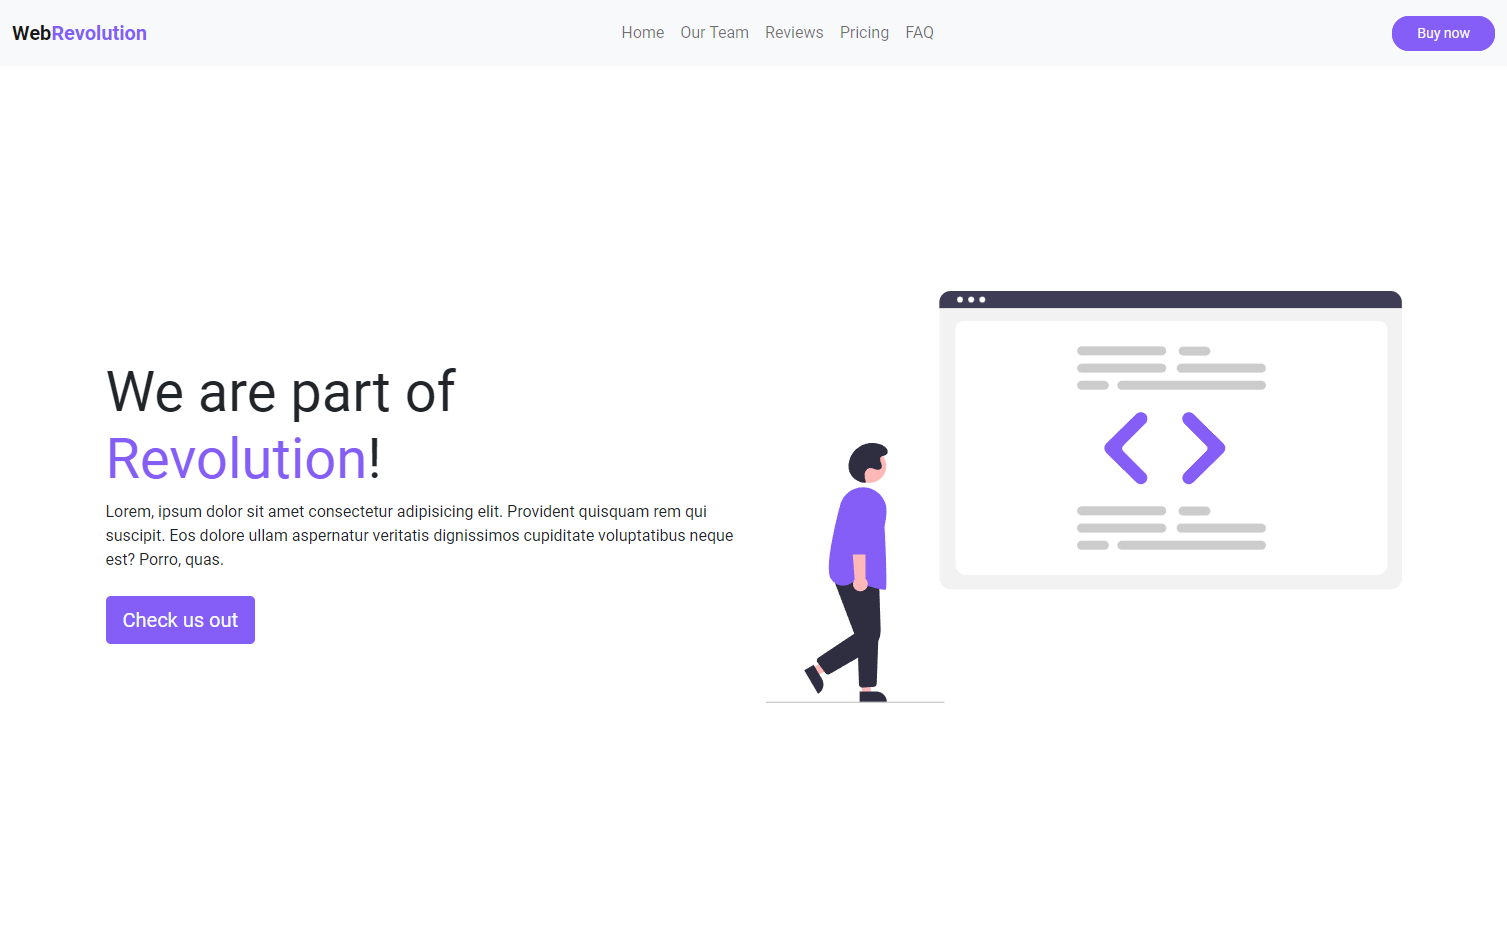 WebRevolution
Home Our Team Reviews Pricing FAQ
Buy now
We are part of
Revolution!
Lorem, ipsum dolor sit amet consectetur adipisicing elit. Provident quisquam rem qui
suscipit. Eos dolore ullam aspernatur veritatis dignissimos cupiditate voluptatibus neque
est? Porro, quas.
Check us out